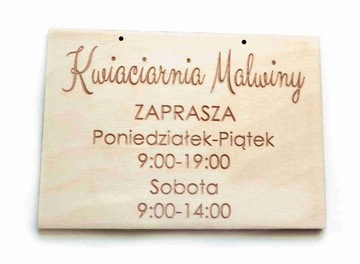 Kwiaciarnia Malwiny
ZAPRASZA
Poniedziałek-Piątek
9:00-19:00
Sobota
9:00-14:00